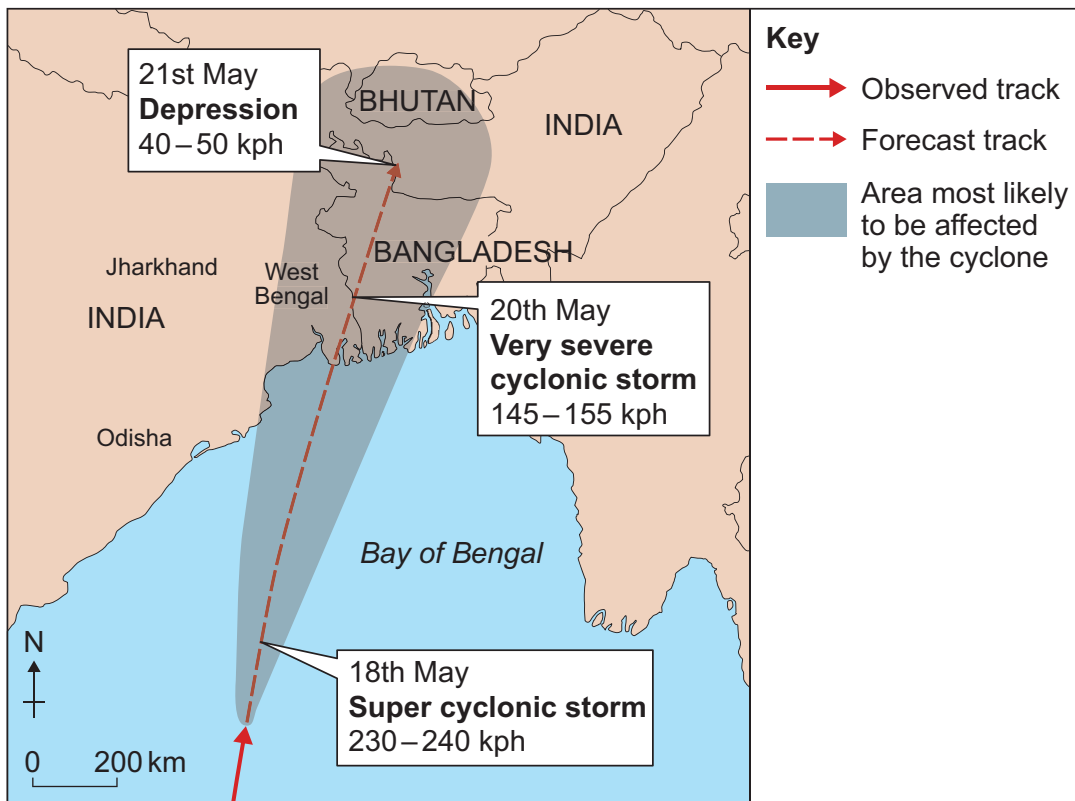 21st May
Depression
40–50 kph
BHUTAN
INDIA
BANGLADESH
Jharkhand
West
Bengal
INDIA
20th May
Very severe
cyclonic storm
145–155 kph
Odisha
Bay of Bengal
18th May
Super cyclonic storm
230–240 kph
N
0 200 km
Key
Observed track
Forecast track
Area most likely
to be affected
by the cyclone